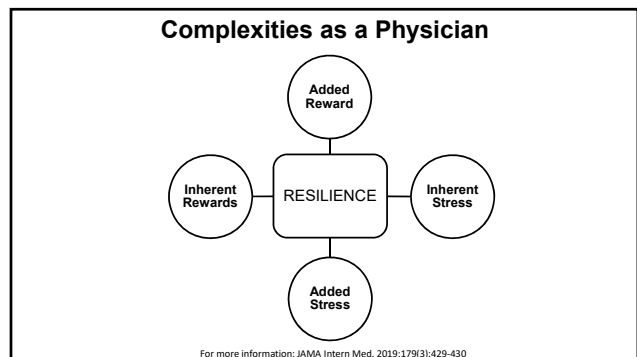 Complexities as a Physician
Added
Reward
Inherent
Rewards
RESILIENCE
Inherent
Stress
Added
Stress
For more information: JAMA Intern Med. 2019;179(3):429-430